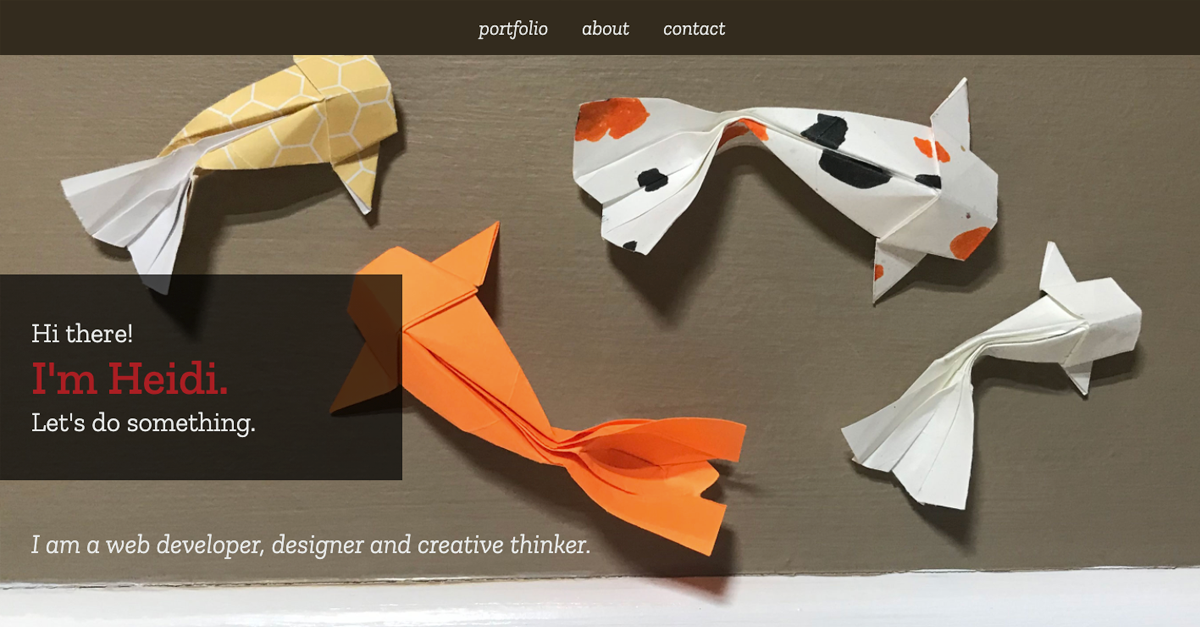 portfolio about contact
Hi there!
I'm Heidi.
Let's do something.
I am a web developer, designer and creative thinker.